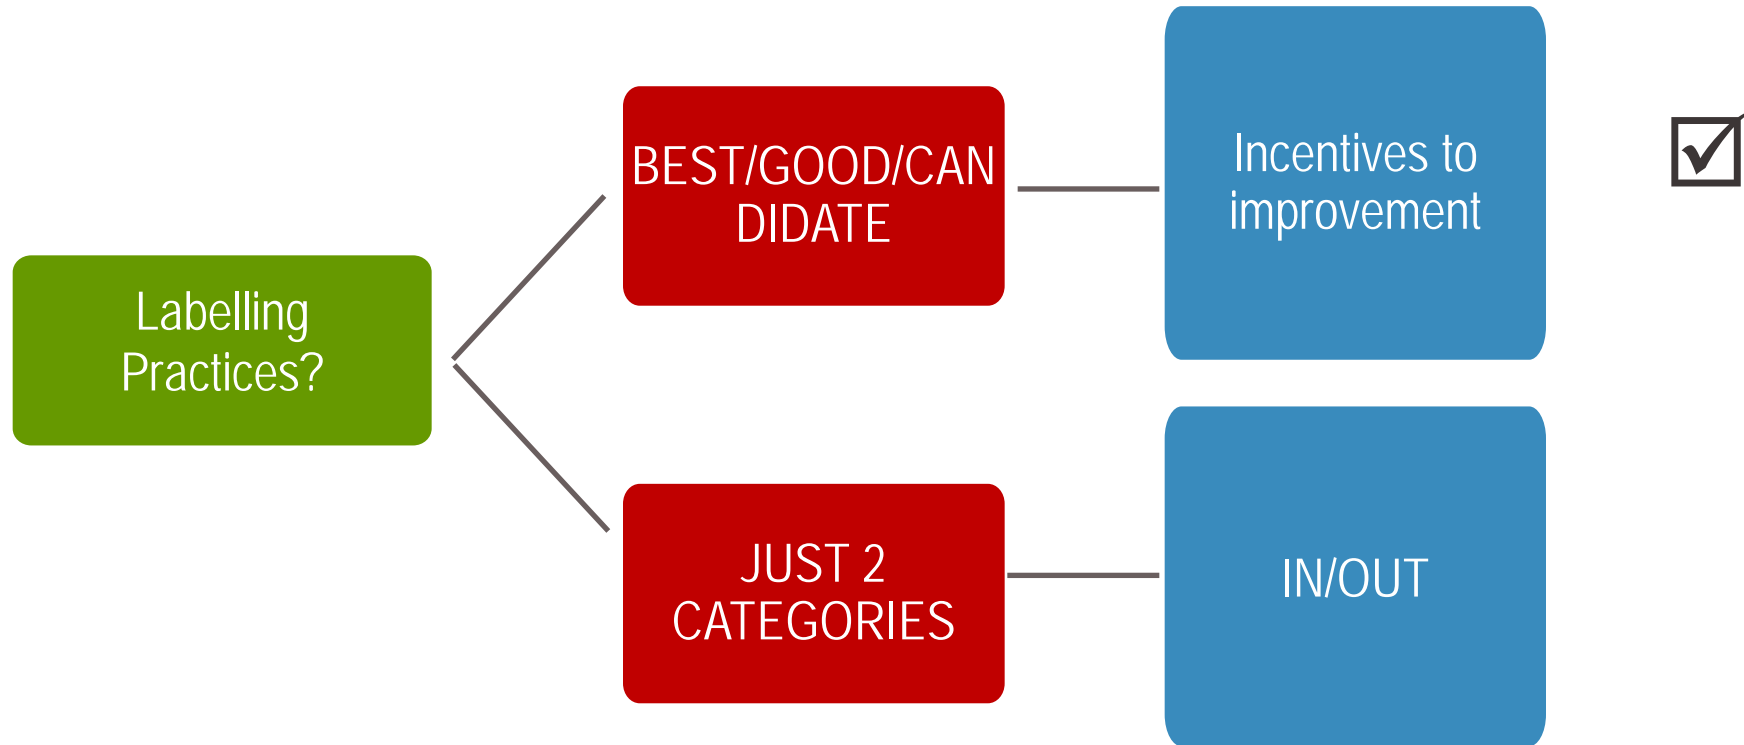 Labelling
Practices?
BEST/GOOD/CAN
DIDATE
Incentives to
improvement
JUST 2
CATEGORIES
IN/OUT